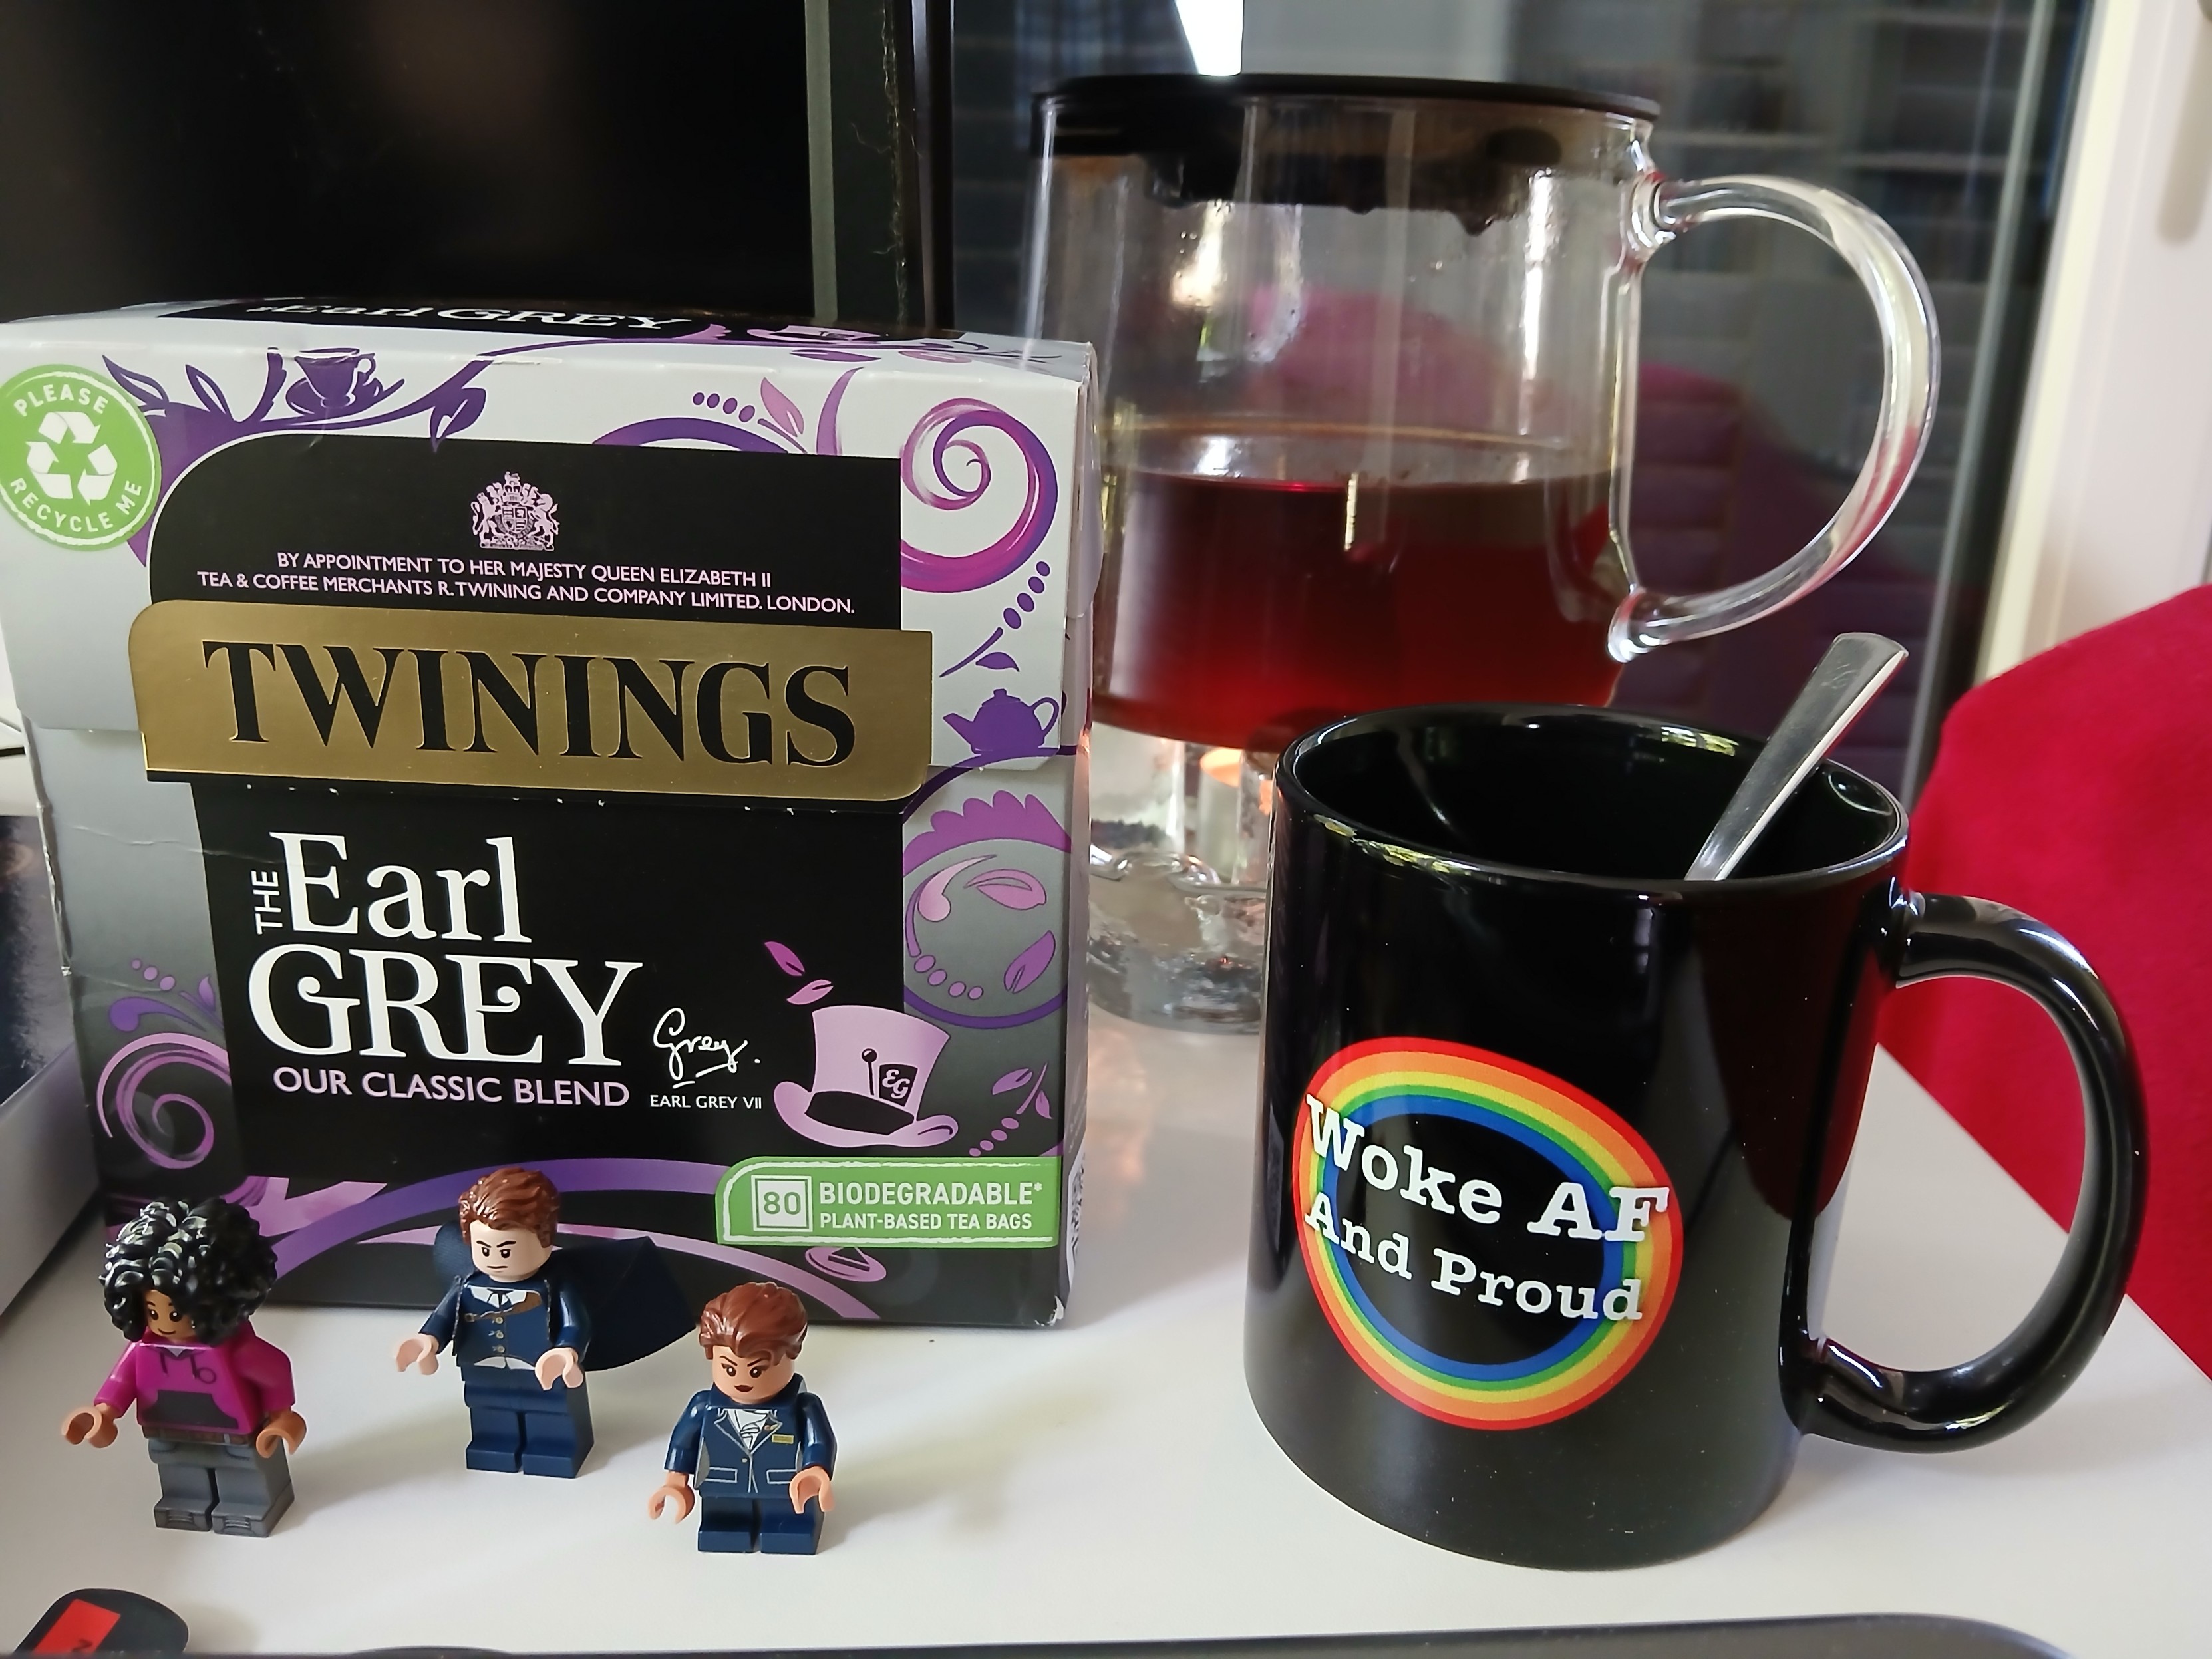 Earl GREY
PLEASE
RECYCLE ME
BY APPOINTMENT TO HER MAJESTY QUEEN ELIZABETH II
TEA & COFFEE MERCHANTS R.TWINING AND COMPANY LIMITED. LONDON.
TWININGS
THE
Earl
GREY
Grey.
EG
OUR CLASSIC BLEND
EARL GREY VII
80
BIODEGRADABLE*
PLANT-BASED TEA BAGS
Woke AF
And Proud